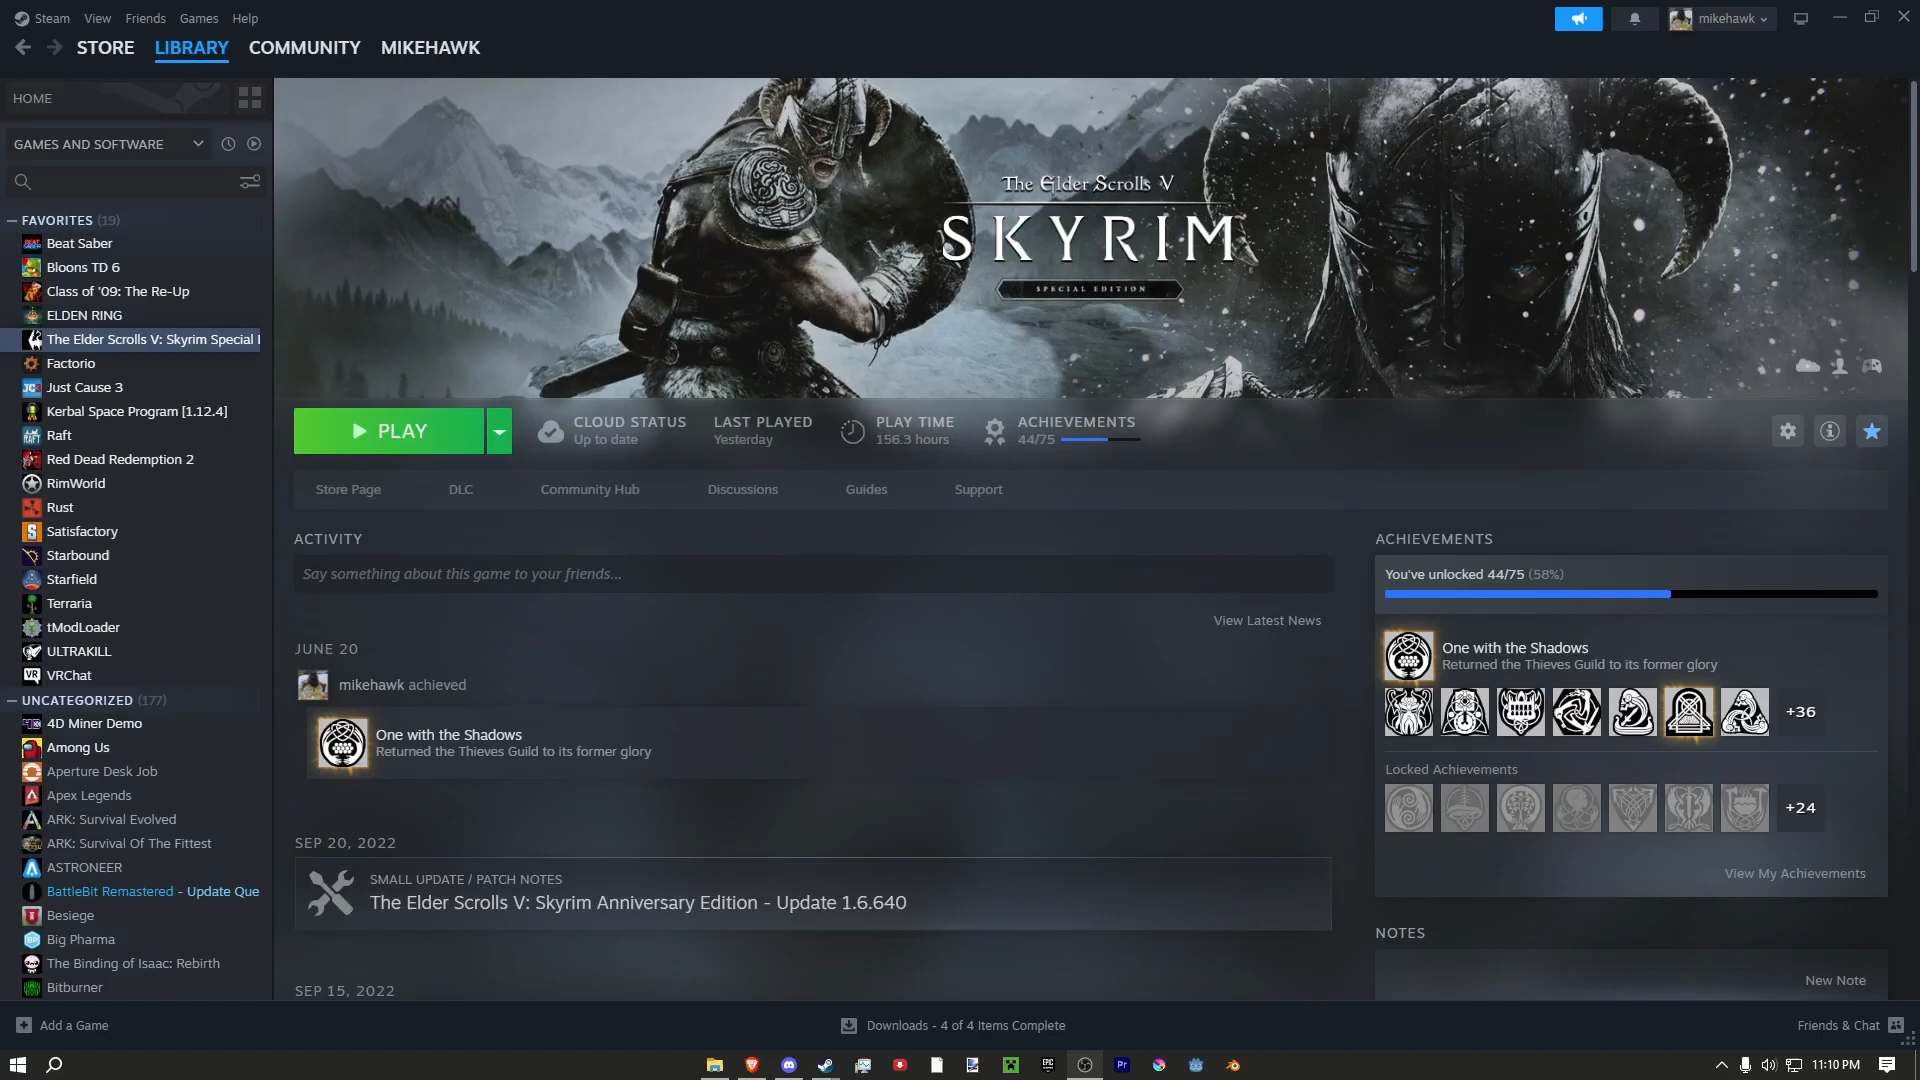 Steam View Friends Games Help
mikehawk
STORE LIBRARY COMMUNITY MIKEHAWK
HOME
GAMES AND SOFTWARE
FAVORITES (19)
Beat Saber
Bloons TD 6
Class of '09: The Re-Up
ELDEN RING
The Elder Scrolls V: Skyrim Special
Factorio
Just Cause 3
Kerbal Space Program [1.12.4]
Raft
Red Dead Redemption 2
RimWorld
Rust
Satisfactory
Starbound
Starfield
Terraria
tModLoader
ULTRAKILL
VRChat
UNCATEGORIZED (177)
4D Miner Demo
Among Us
Aperture Desk Job
Apex Legends
ARK: Survival Evolved
ARK: Survival Of The Fittest
ASTRONEER
BattleBit Remastered - Update Que
Besiege
Big Pharma
The Binding of Isaac: Rebirth
Bitburner
The Elder Scrolls V
SKYRIM
SPECIAL EDITION
PLAY
CLOUD STATUS
Up to date
LAST PLAYED
Yesterday
PLAY TIME
156.3 hours
ACHIEVEMENTS
44/75
Store Page DLC Community Hub Discussions Guides Support
ACTIVITY
Say something about this game to your friends...
View Latest News
JUNE 20
mikehawk achieved
One with the Shadows
Returned the Thieves Guild to its former glory
SEP 20, 2022
SMALL UPDATE / PATCH NOTES
The Elder Scrolls V: Skyrim Anniversary Edition - Update 1.6.640
SEP 15, 2022
ACHIEVEMENTS
You've unlocked 44/75 (58%)
One with the Shadows
Returned the Thieves Guild to its former glory
+36
Locked Achievements
+24
View My Achievements
NOTES
New Note
Add a Game
Downloads - 4 of 4 Items Complete
Friends & Chat
11:10 PM